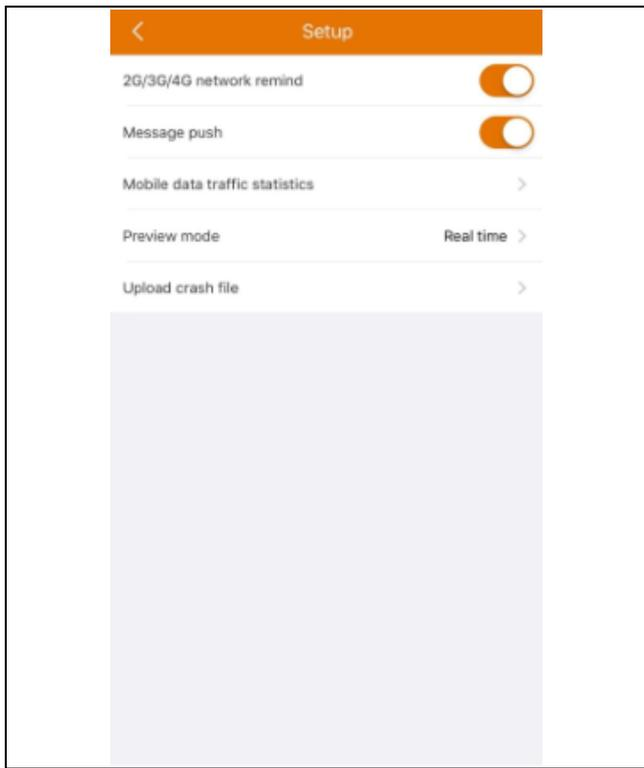 Setup
2G/3G/4G network remind
Message push
Mobile data traffic statistics
Preview mode Real time
Upload crash file